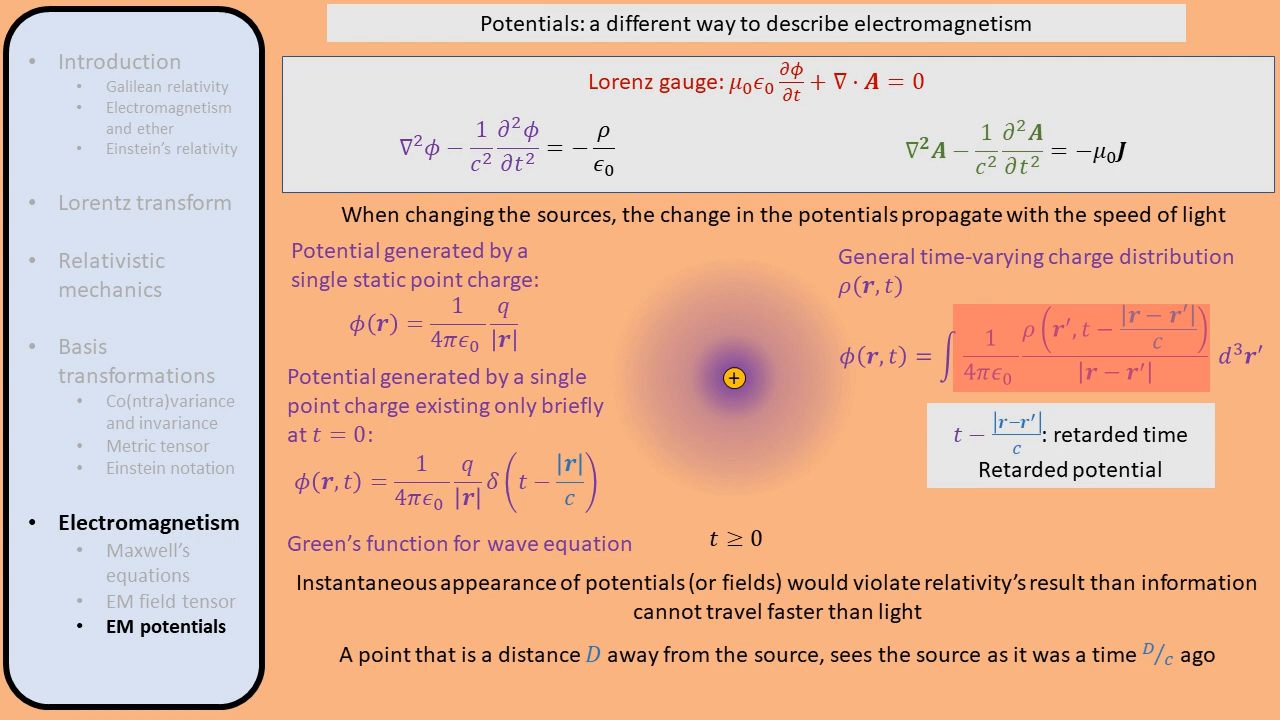 Potentials: a different way to describe electromagnetism
• Introduction
• Galilean relativity
• Electromagnetism
and ether
• Einstein's relativity
• Lorentz transform
• Relativistic
mechanics
• Basis
transformations
• Co(ntra)variance
and invariance
• Metric tensor
• Einstein notation
• Electromagnetism
• Maxwell's
equations
• EM field tensor
• EM potentials
Lorenz gauge: μ₀ϵ₀ ∂ϕ/∂t + ∇ · A = 0
∇²ϕ − 1/c² ∂²ϕ/∂t² = −ρ/ϵ₀
∇²A − 1/c² ∂²A/∂t² = −μ₀J
When changing the sources, the change in the potentials propagate with the speed of light
Potential generated by a
single static point charge:
ϕ(r) = 1/4πϵ₀ q/|r|
Potential generated by a single
point charge existing only briefly
at t = 0:
ϕ(r, t) = 1/4πϵ₀ q/|r| δ(t − |r|/c)
Green's function for wave equation
+
t ≥ 0
General time-varying charge distribution
ρ(r, t)
ϕ(r, t) = ∫ 1/4πϵ₀ ρ(r′, t − |r − r′|/c)/|r − r′| d³r′
t − |r−r′|/c: retarded time
Retarded potential
Instantaneous appearance of potentials (or fields) would violate relativity's result than information
cannot travel faster than light
A point that is a distance D away from the source, sees the source as it was a time D/c ago